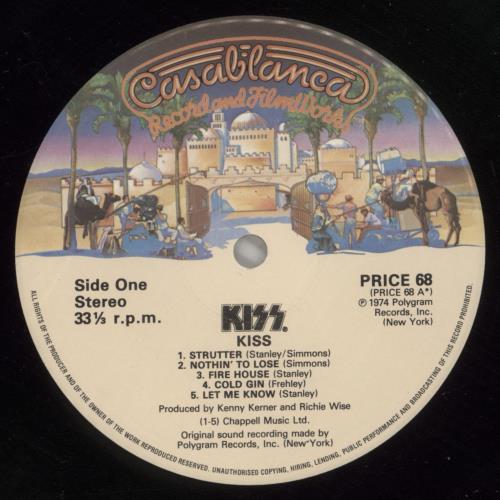 Casablanca
Record and FilmWorks
Side One
Stereo
33⅓ r.p.m.
PRICE 68
(PRICE 68 A*)
℗ 1974 Polygram
Records, Inc.
(New York)
KISS.
KISS
1. STRUTTER (Stanley/Simmons)
2. NOTHIN' TO LOSE (Simmons)
3. FIRE HOUSE (Stanley)
4. COLD GIN (Frehley)
5. LET ME KNOW (Stanley)
Produced by Kenny Kerner and Richie Wise
(1-5) Chappell Music Ltd.
Original sound recording made by
Polygram Records, Inc. (New York)
ALL RIGHTS OF THE PRODUCER AND OF THE OWNER OF THE WORK REPRODUCED RESERVED. UNAUTHORISED COPYING, HIRING, LENDING, PUBLIC PERFORMANCE AND BROADCASTING OF THIS RECORD PROHIBITED.